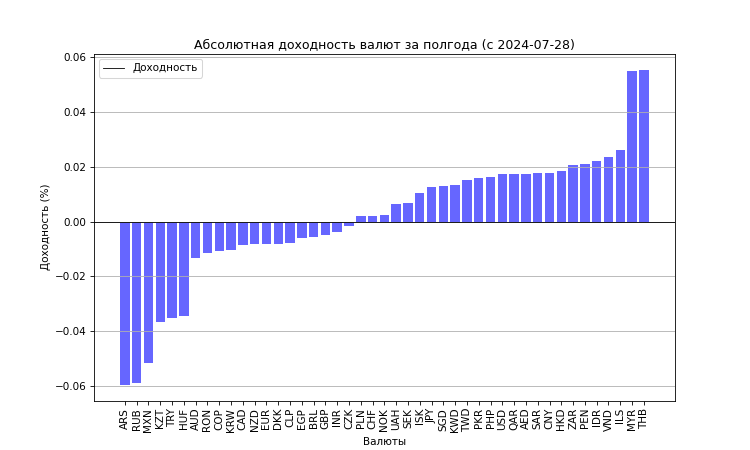 Абсолютная доходность валют за полгода (с 2024-07-28)
Доходность
Доходность (%)
0.06
0.04
0.02
0.00
−0.02
−0.04
−0.06
ARS RUB MXN KZT TRY HUF AUD RON COP KRW CAD NZD EUR DKK CLP EGP BRL GBP INR CZK PLN CHF NOK UAH SEK ISK JPY SGD KWD TWD PKR PHP USD QAR AED SAR CNY HKD ZAR PEN IDR VND ILS MYR THB
Валюты